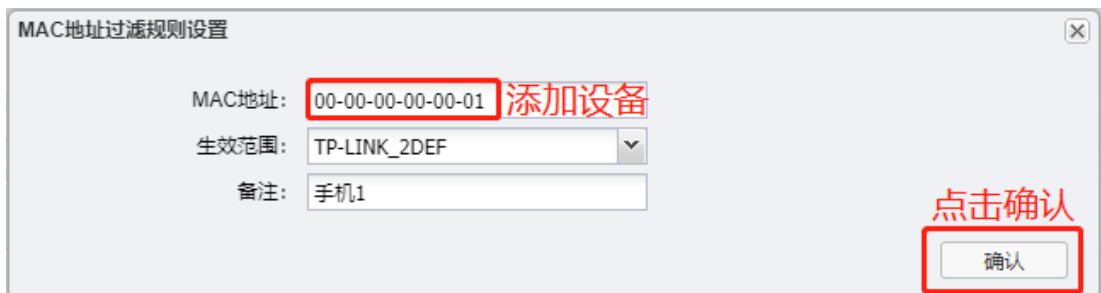 MAC地址过滤规则设置
MAC地址: 00-00-00-00-00-01 添加设备
生效范围: TP-LINK_2DEF
备注: 手机1
点击确认
确认